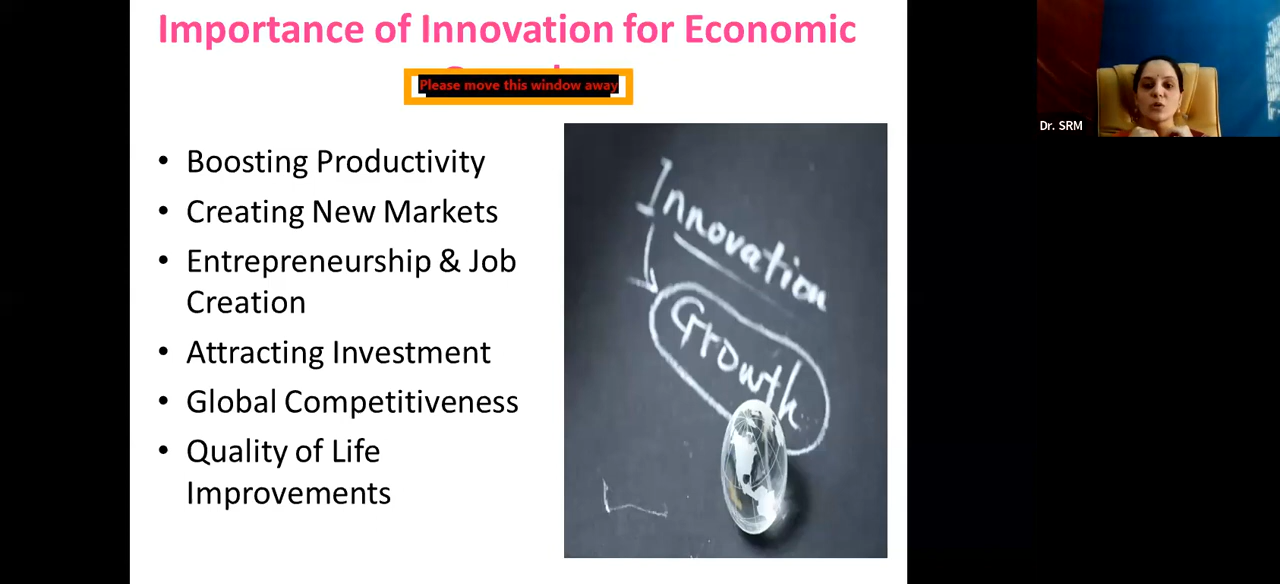 Importance of Innovation for Economic
Please move this window away
• Boosting Productivity
• Creating New Markets
• Entrepreneurship & Job
Creation
• Attracting Investment
• Global Competitiveness
• Quality of Life
Improvements
Innovation
Growth
Dr. SRM